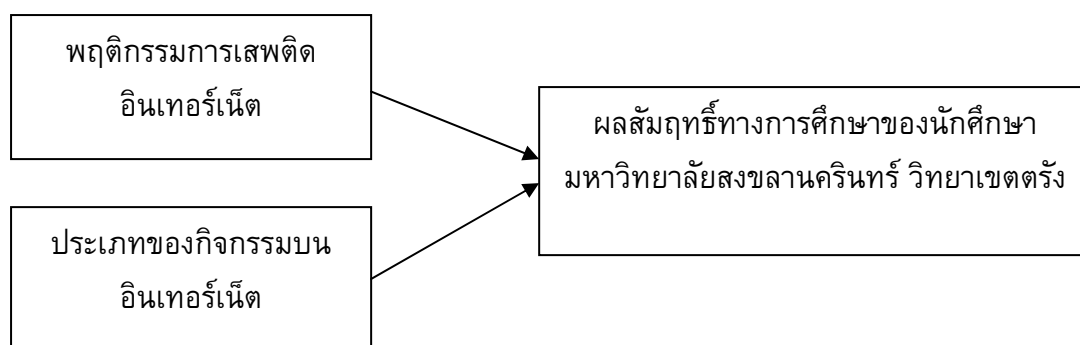 พฤติกรรมการเสพติด
อินเทอร์เน็ต
ผลสัมฤทธิ์ทางการศึกษาของนักศึกษา
มหาวิทยาลัยสงขลานครินทร์ วิทยาเขตตรัง
ประเภทของกิจกรรมบน
อินเทอร์เน็ต